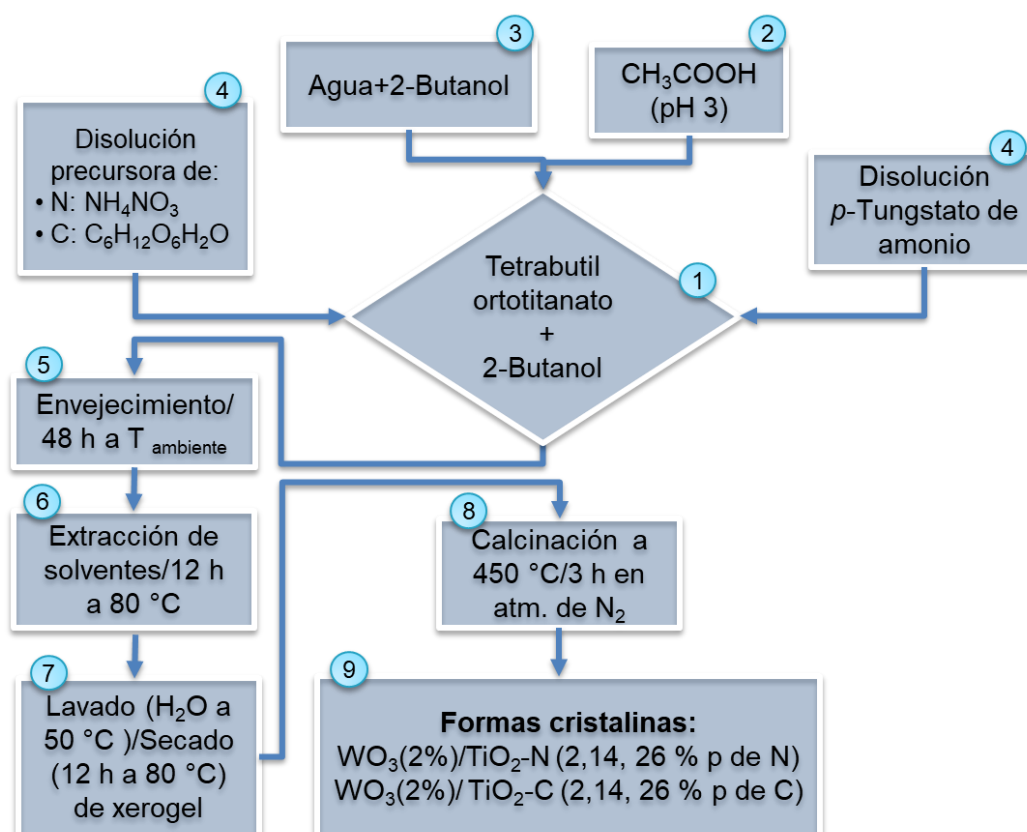 3
Agua+2-Butanol
2
CH₃COOH
(pH 3)
4
Disolución
precursora de:
• N: NH₄NO₃
• C: C₆H₁₂O₆H₂O
4
Disolución
p-Tungstato de
amonio
1
Tetrabutil
ortotitanato
+
2-Butanol
5
Envejecimiento/
48 h a T ambiente
6
Extracción de
solventes/12 h
a 80 °C
7
Lavado (H₂O a
50 °C )/Secado
(12 h a 80 °C)
de xerogel
8
Calcinación a
450 °C/3 h en
atm. de N₂
9
Formas cristalinas:
WO₃(2%)/TiO₂-N (2,14, 26 % p de N)
WO₃(2%)/ TiO₂-C (2,14, 26 % p de C)